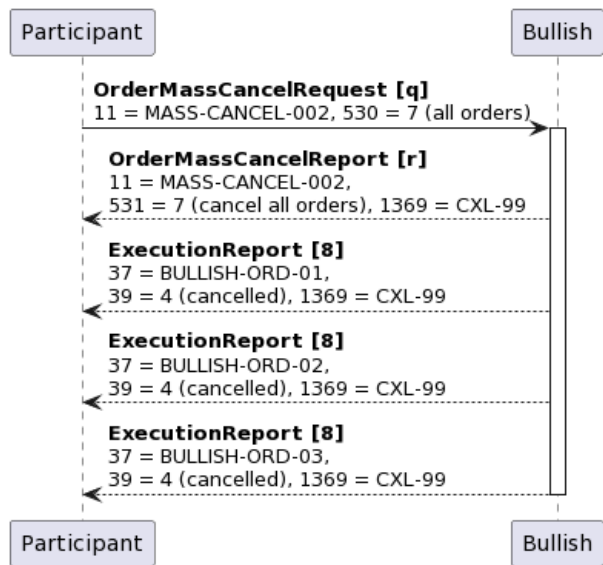 Participant
Bullish
OrderMassCancelRequest [q]
11 = MASS-CANCEL-002, 530 = 7 (all orders)
OrderMassCancelReport [r]
11 = MASS-CANCEL-002,
531 = 7 (cancel all orders), 1369 = CXL-99
ExecutionReport [8]
37 = BULLISH-ORD-01,
39 = 4 (cancelled), 1369 = CXL-99
ExecutionReport [8]
37 = BULLISH-ORD-02,
39 = 4 (cancelled), 1369 = CXL-99
ExecutionReport [8]
37 = BULLISH-ORD-03,
39 = 4 (cancelled), 1369 = CXL-99
Participant
Bullish